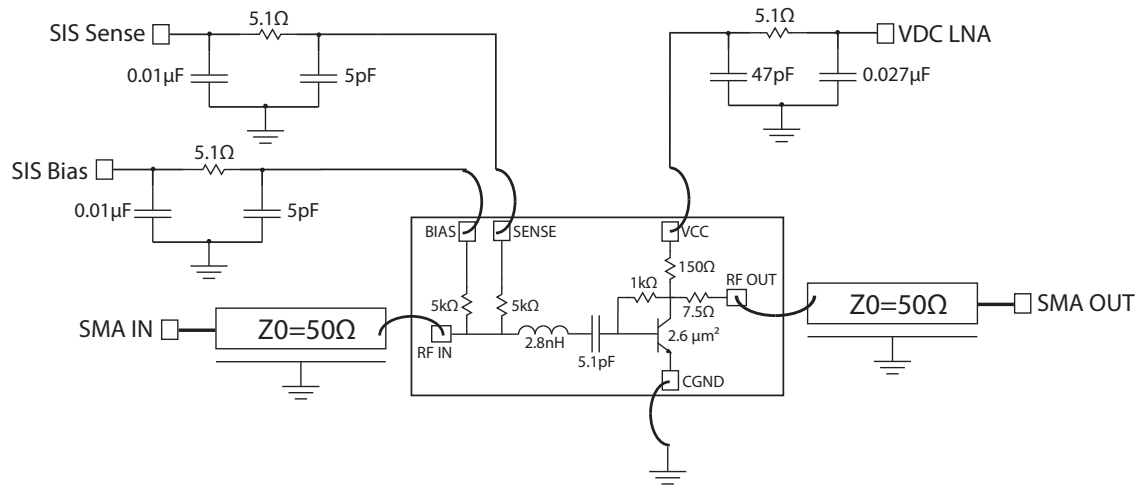 SIS Sense
5.1Ω
0.01μF
5pF
5.1Ω
VDC LNA
47pF
0.027μF
SIS Bias
5.1Ω
0.01μF
5pF
BIAS
SENSE
VCC
150Ω
1kΩ
RF OUT
7.5Ω
5kΩ
5kΩ
2.6 μm²
SMA IN
Z0=50Ω
RF IN
2.8nH
5.1pF
CGND
Z0=50Ω
SMA OUT